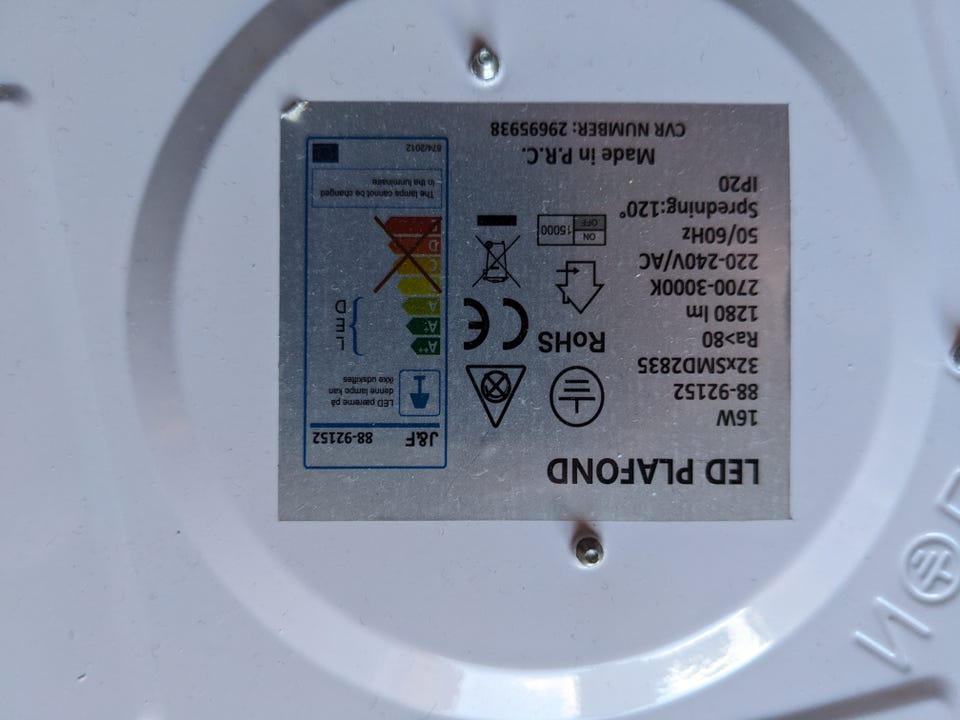 LED PLAFOND
16W
88-92152
32xSMD2835
Ra>80
1280 lm
2700-3000K
220-240V/AC
50/60Hz
Spredning:120°
IP20
Made in P.R.C.
CVR NUMBER: 29695938
RoHS
CE
ON
OFF
15000
J&F 88-92152
LED pærerne på
denne lampe kan
ikke udskiftes
A++
A+
A
L
E
D
C
D
E
The lamps cannot be changed
in the luminaire
874/2012